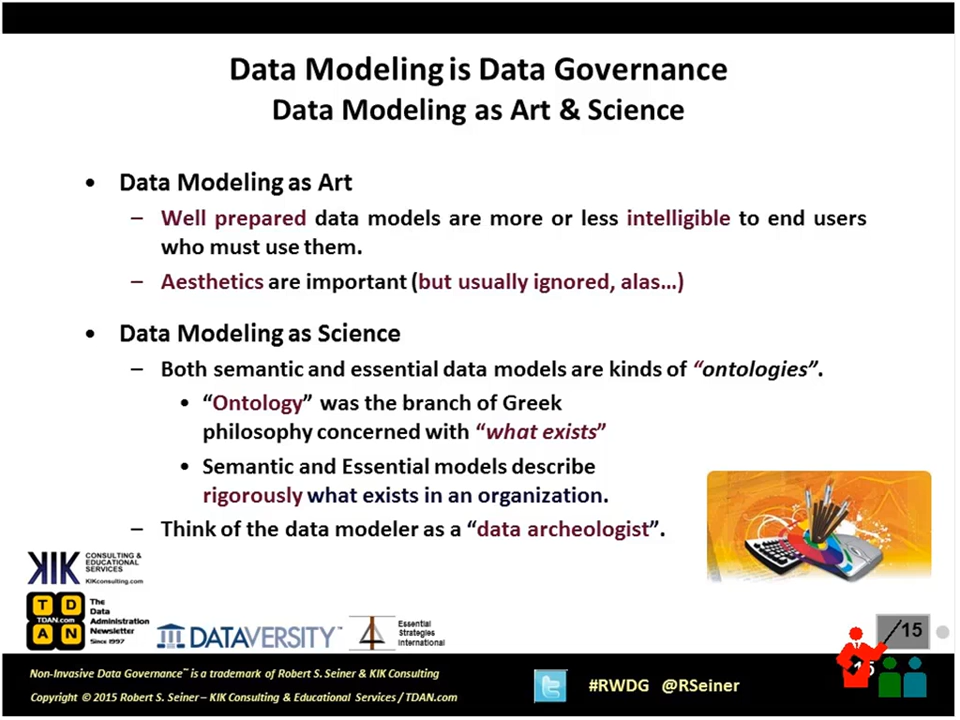 Data Modeling is Data Governance
Data Modeling as Art & Science
• Data Modeling as Art
– Well prepared data models are more or less intelligible to end users
who must use them.
– Aesthetics are important (but usually ignored, alas…)
• Data Modeling as Science
– Both semantic and essential data models are kinds of “ontologies”.
• “Ontology” was the branch of Greek
philosophy concerned with “what exists”
• Semantic and Essential models describe
rigorously what exists in an organization.
– Think of the data modeler as a “data archeologist”.
KIK CONSULTING &
EDUCATIONAL
SERVICES
KIKconsulting.com
T D
TDAN.com
A N
The
Data
Administration
Newsletter
Since 1997
DATAVERSITY™
Essential
Strategies
International
/15
15
Non-Invasive Data Governance™ is a trademark of Robert S. Seiner & KIK Consulting
Copyright © 2015 Robert S. Seiner – KIK Consulting & Educational Services / TDAN.com
#RWDG @RSeiner